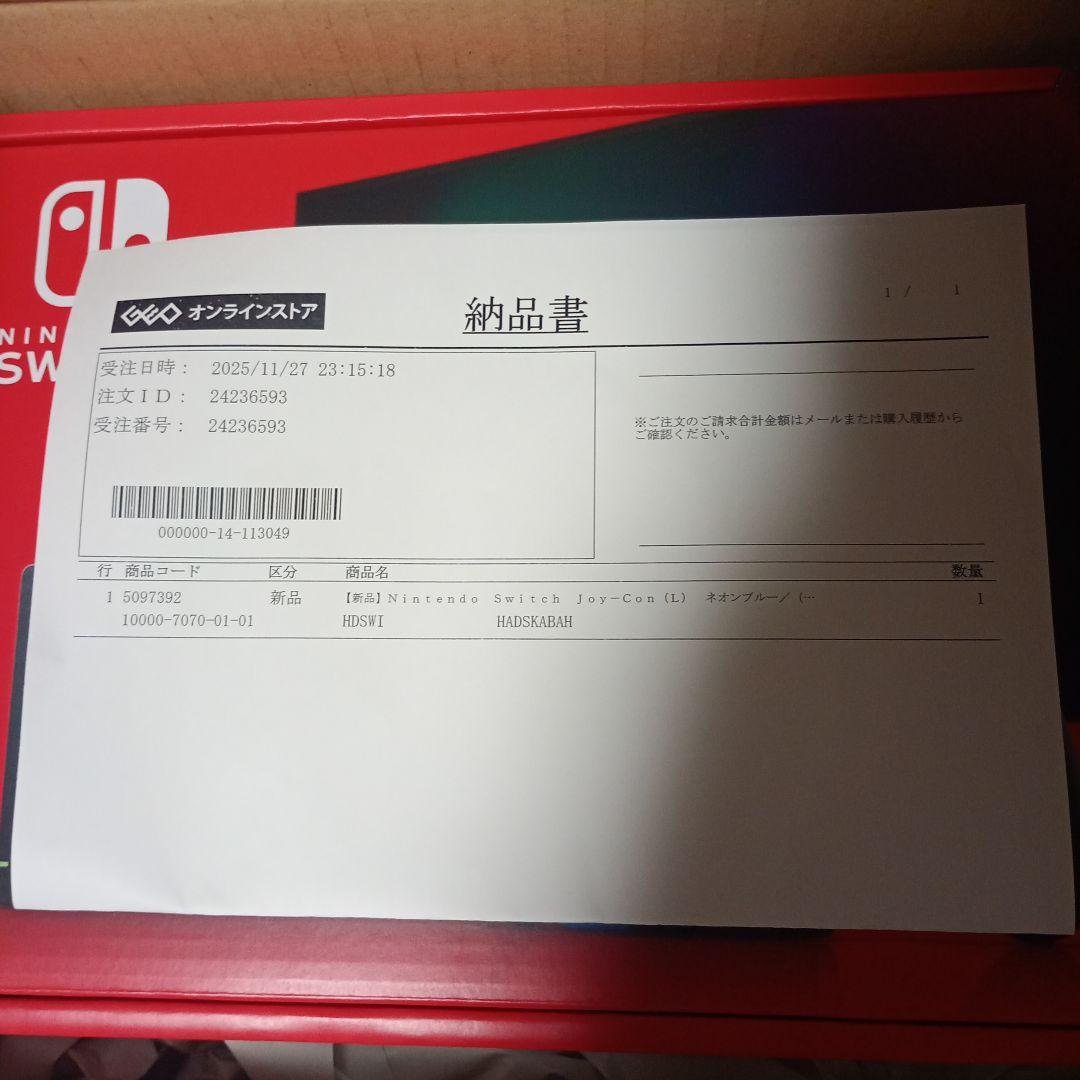 NIN
SW
GEO オンラインストア
納品書
1 / 1
受注日時: 2025/11/27 23:15:18
注文ID: 24236593
受注番号: 24236593
※ご注文のご請求合計金額はメールまたは購入履歴から
ご確認ください。
000000-14-113049
行 商品コード 区分 商品名 数量
1 5097392 新品 【新品】Nintendo Switch Joy-Con(L) ネオンブルー/(… 1
10000-7070-01-01 HDSWI HADSKABAH